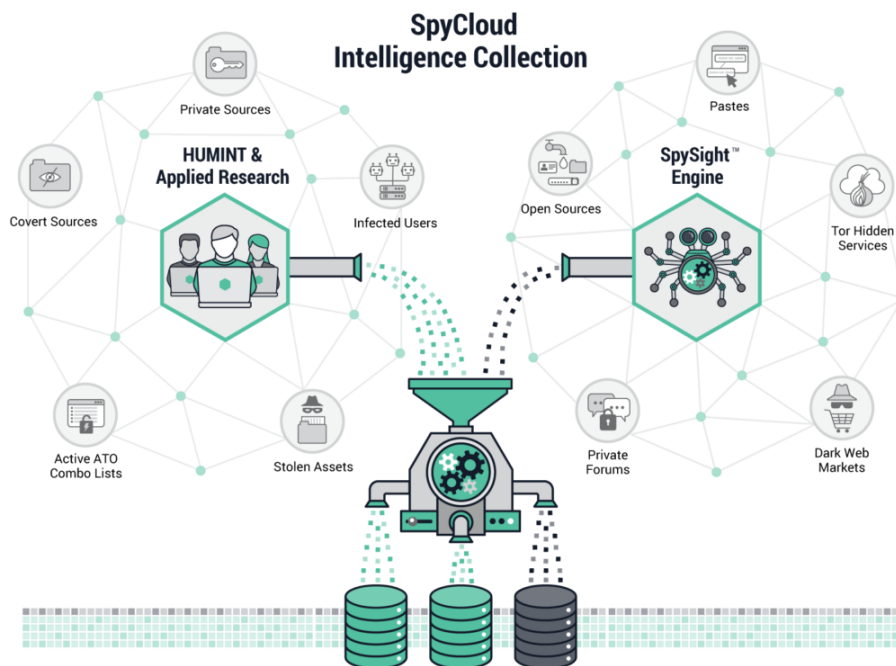 SpyCloud
Intelligence Collection
Private Sources
Pastes
HUMINT &
Applied Research
SpySight™
Engine
Covert Sources
Infected Users
Open Sources
Tor Hidden
Services
Active ATO
Combo Lists
Stolen Assets
Private
Forums
Dark Web
Markets